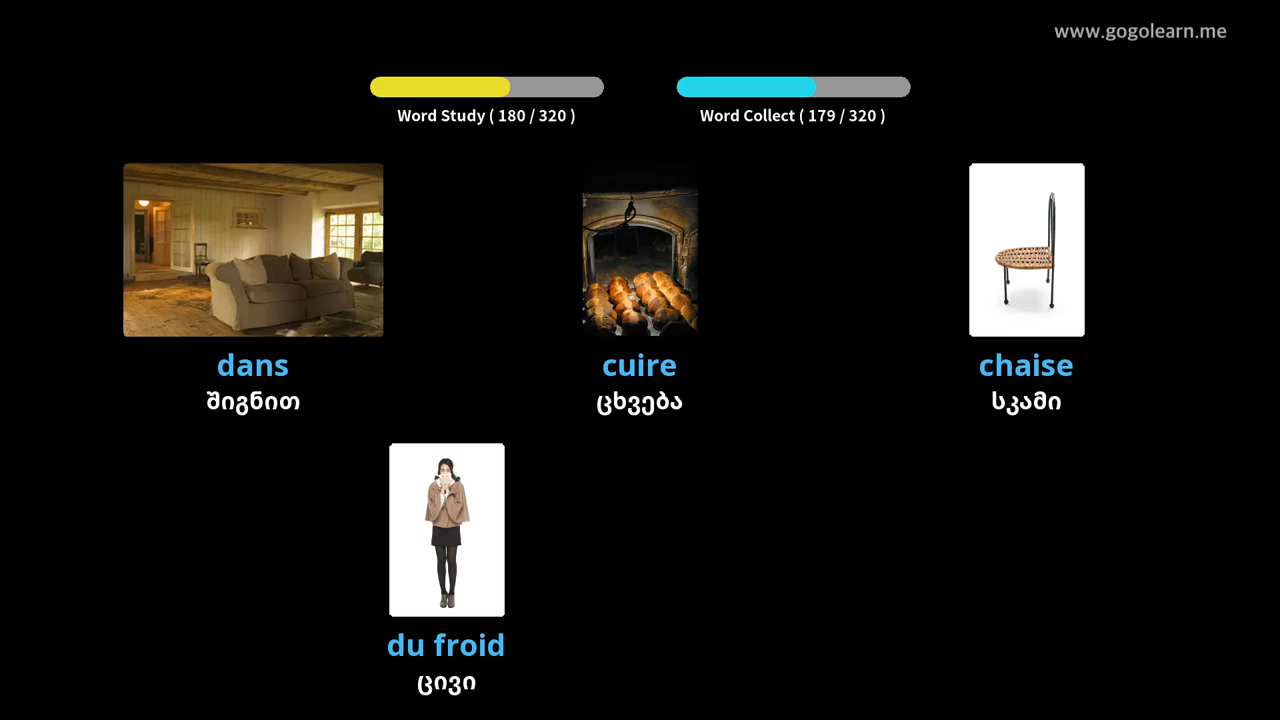 www.gogolearn.me
Word Study ( 180 / 320 )
Word Collect ( 179 / 320 )
dans
შიგნით
cuire
ცხვება
chaise
სკამი
du froid
ცივი